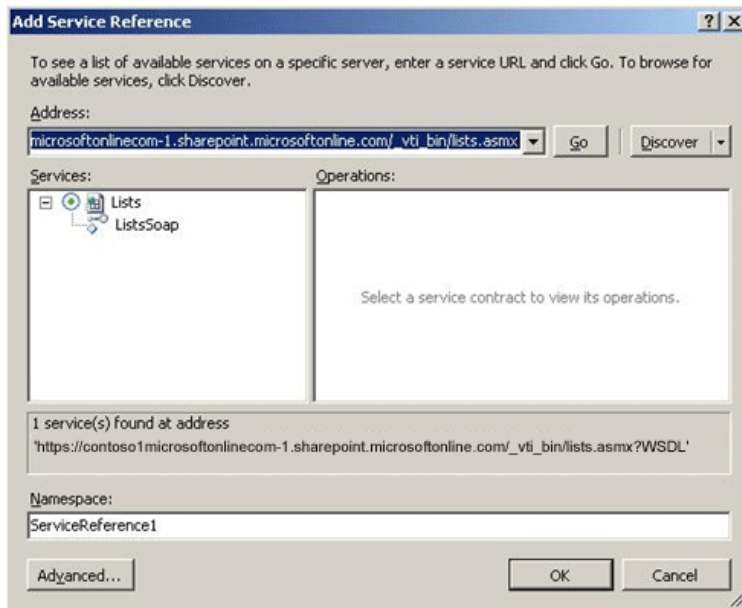 Add Service Reference
To see a list of available services on a specific server, enter a service URL and click Go. To browse for
available services, click Discover.
Address:
microsoftonlinecom-1.sharepoint.microsoftonline.com/_vti_bin/lists.asmx
Go
Discover
Services:
Operations:
Lists
ListsSoap
Select a service contract to view its operations.
1 service(s) found at address
'https://contoso1microsoftonlinecom-1.sharepoint.microsoftonline.com/_vti_bin/lists.asmx?WSDL'
Namespace:
ServiceReference1
Advanced...
OK
Cancel